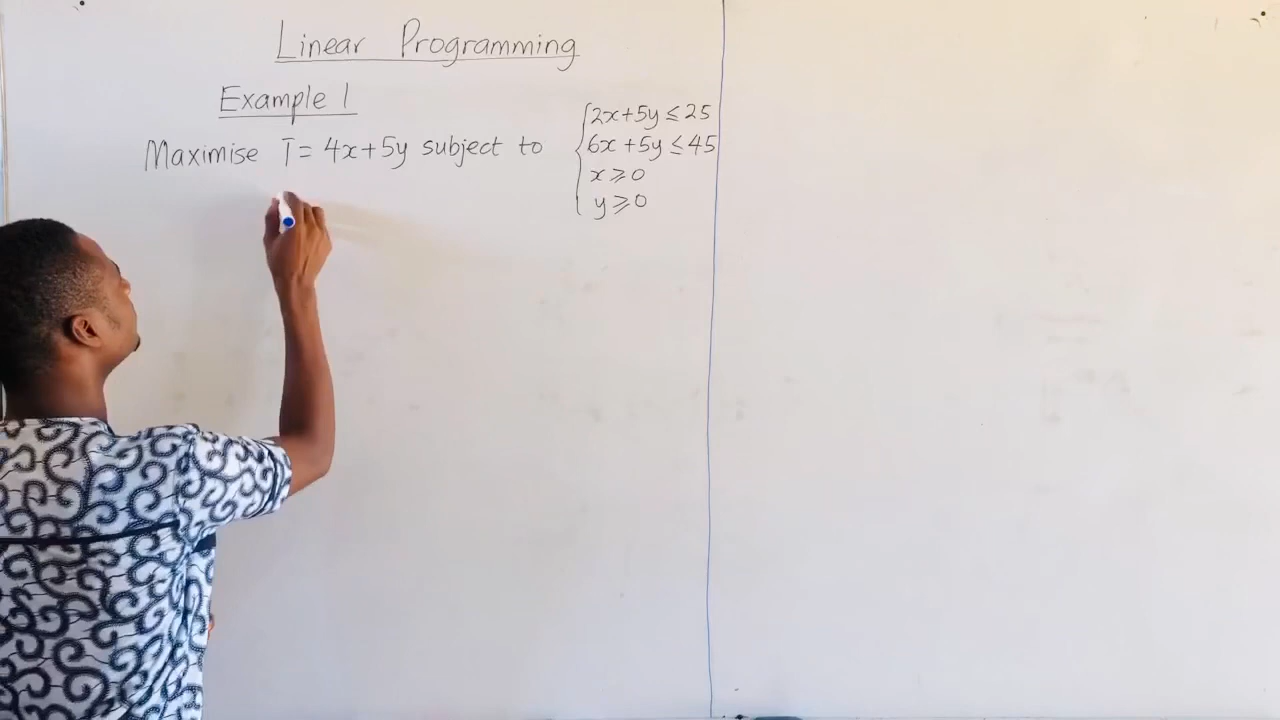 Linear Programming
Example 1
Maximise T = 4x+5y subject to
2x+5y ≤ 25
6x+5y ≤ 45
x ⩾ 0
y ⩾ 0